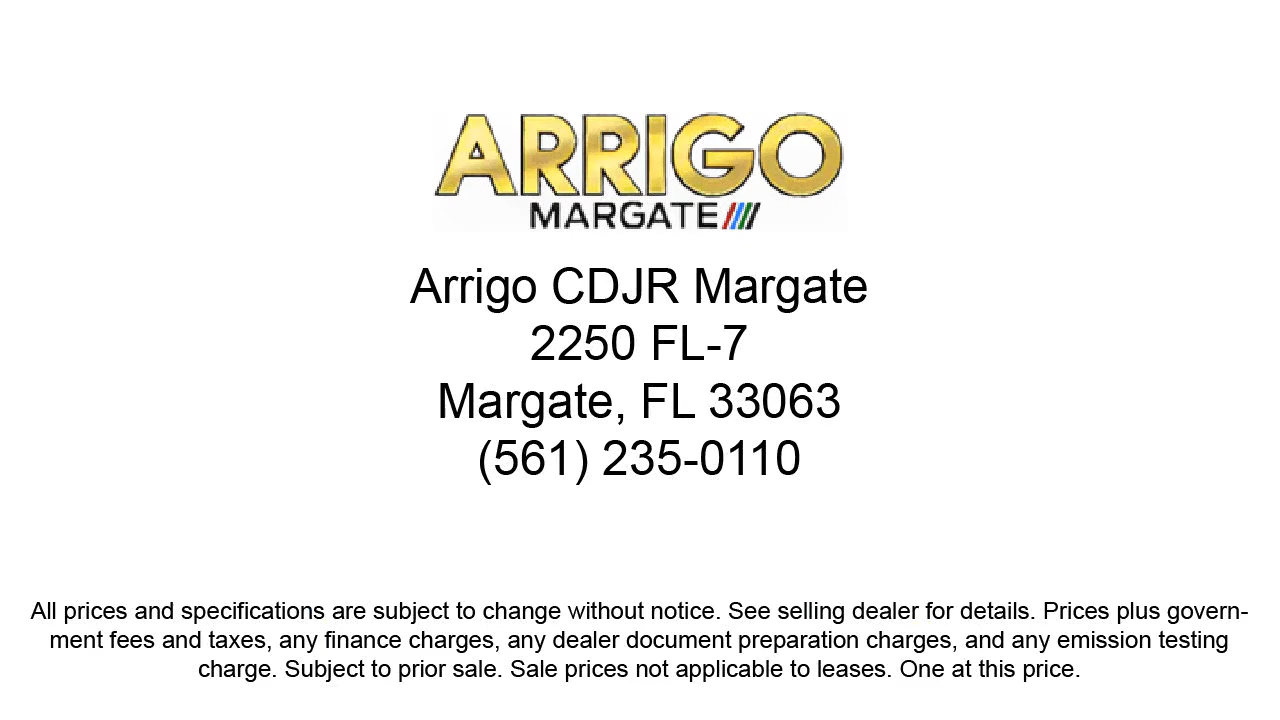 ARRIGO
MARGATE
Arrigo CDJR Margate
2250 FL-7
Margate, FL 33063
(561) 235-0110
All prices and specifications are subject to change without notice. See selling dealer for details. Prices plus govern-
ment fees and taxes, any finance charges, any dealer document preparation charges, and any emission testing
charge. Subject to prior sale. Sale prices not applicable to leases. One at this price.